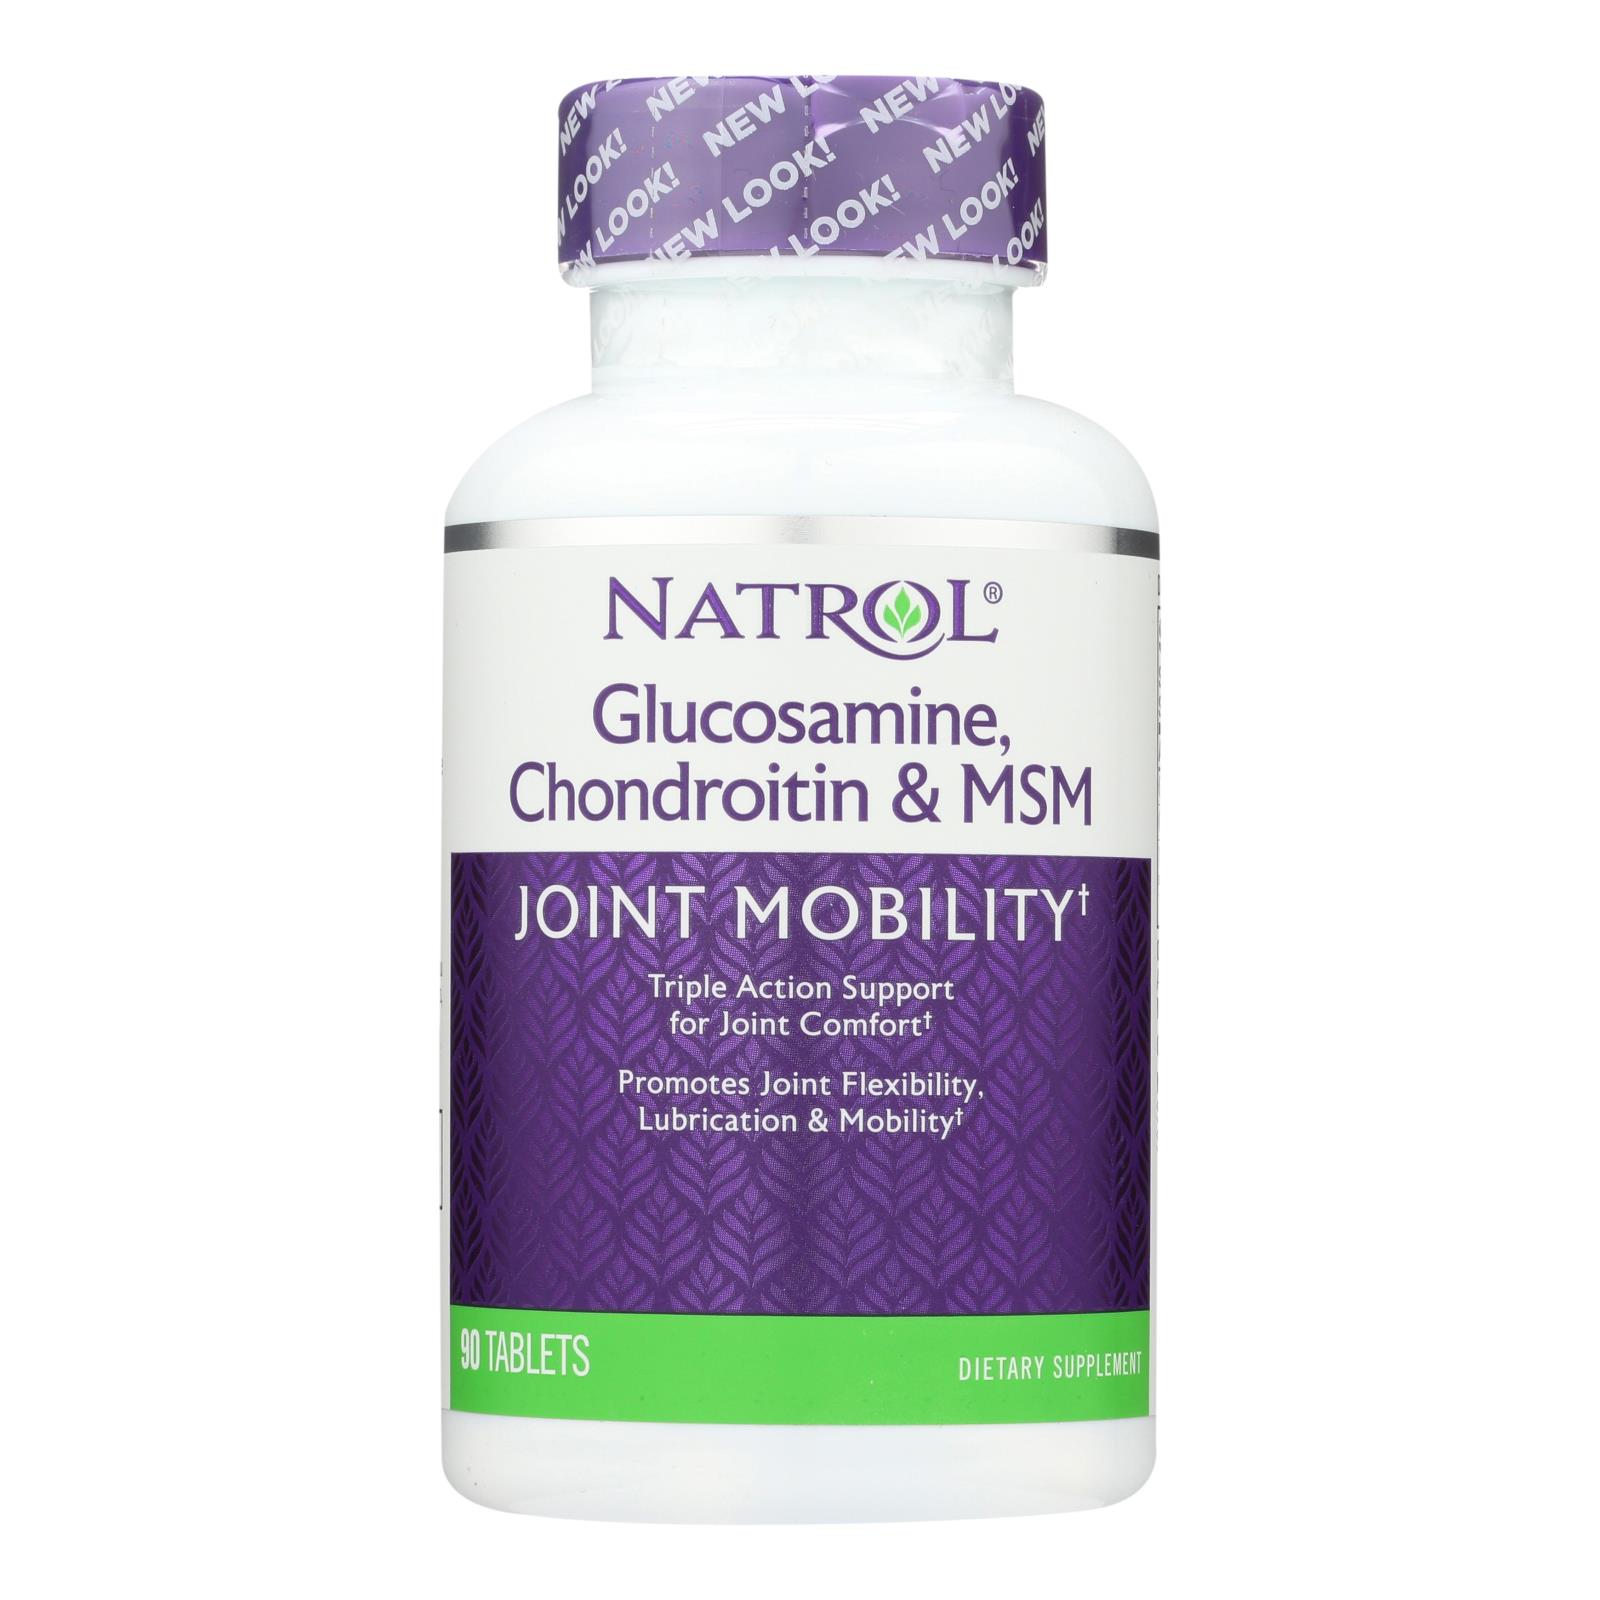 NEW LOOK!
NEW LOOK!
NEW LOOK!
NEW LOOK!
NATROL®
Glucosamine,
Chondroitin & MSM
JOINT MOBILITY†
Triple Action Support
for Joint Comfort†
Promotes Joint Flexibility,
Lubrication & Mobility†
90 TABLETS
DIETARY SUPPLEMENT